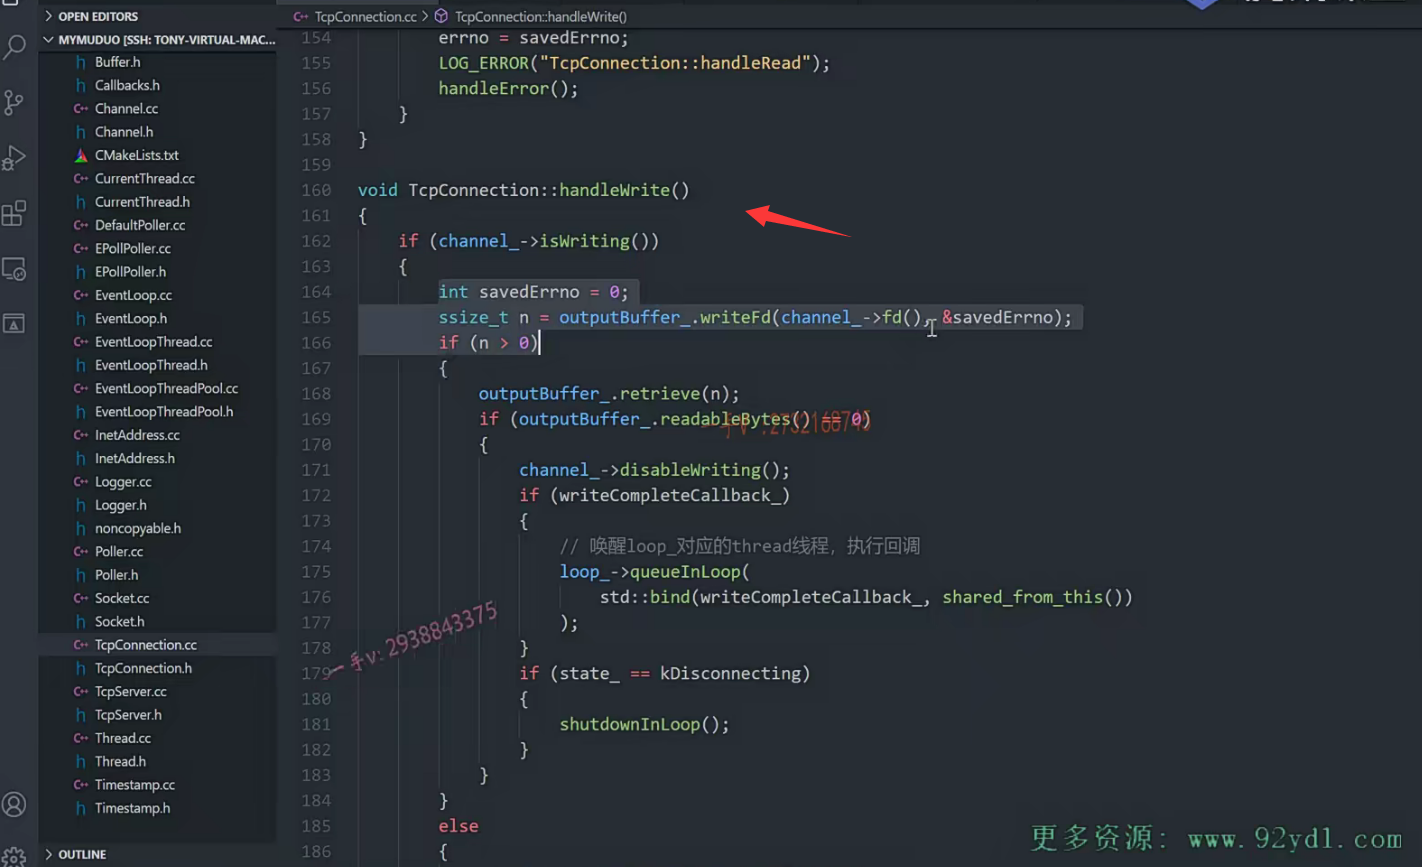 OPEN EDITORS
MYMUDUO [SSH: TONY-VIRTUAL-MAC...
h Buffer.h
h Callbacks.h
C++ Channel.cc
h Channel.h
CMakeLists.txt
C++ CurrentThread.cc
h CurrentThread.h
C++ DefaultPoller.cc
C++ EPollPoller.cc
h EPollPoller.h
C++ EventLoop.cc
h EventLoop.h
C++ EventLoopThread.cc
h EventLoopThread.h
C++ EventLoopThreadPool.cc
h EventLoopThreadPool.h
C++ InetAddress.cc
h InetAddress.h
C++ Logger.cc
h Logger.h
h noncopyable.h
C++ Poller.cc
h Poller.h
C++ Socket.cc
h Socket.h
C++ TcpConnection.cc
h TcpConnection.h
C++ TcpServer.cc
h TcpServer.h
C++ Thread.cc
h Thread.h
C++ Timestamp.cc
h Timestamp.h
OUTLINE
C++ TcpConnection.cc > TcpConnection::handleWrite()
154 errno = savedErrno;
155 LOG_ERROR("TcpConnection::handleRead");
156 handleError();
157 }
158 }
159
160 void TcpConnection::handleWrite()
161 {
162 if (channel_->isWriting())
163 {
164 int savedErrno = 0;
165 ssize_t n = outputBuffer_.writeFd(channel_->fd(), &savedErrno);
166 if (n > 0)
167 {
168 outputBuffer_.retrieve(n);
169 if (outputBuffer_.readableBytes() == 0)
170 {
171 channel_->disableWriting();
172 if (writeCompleteCallback_)
173 {
174 // 唤醒loop_对应的thread线程，执行回调
175 loop_->queueInLoop(
176 std::bind(writeCompleteCallback_, shared_from_this())
177 );
178 }
179 if (state_ == kDisconnecting)
180 {
181 shutdownInLoop();
182 }
183 }
184 }
185 else
186 {
一手v: 2938843375
更多资源: www.92ydl.com